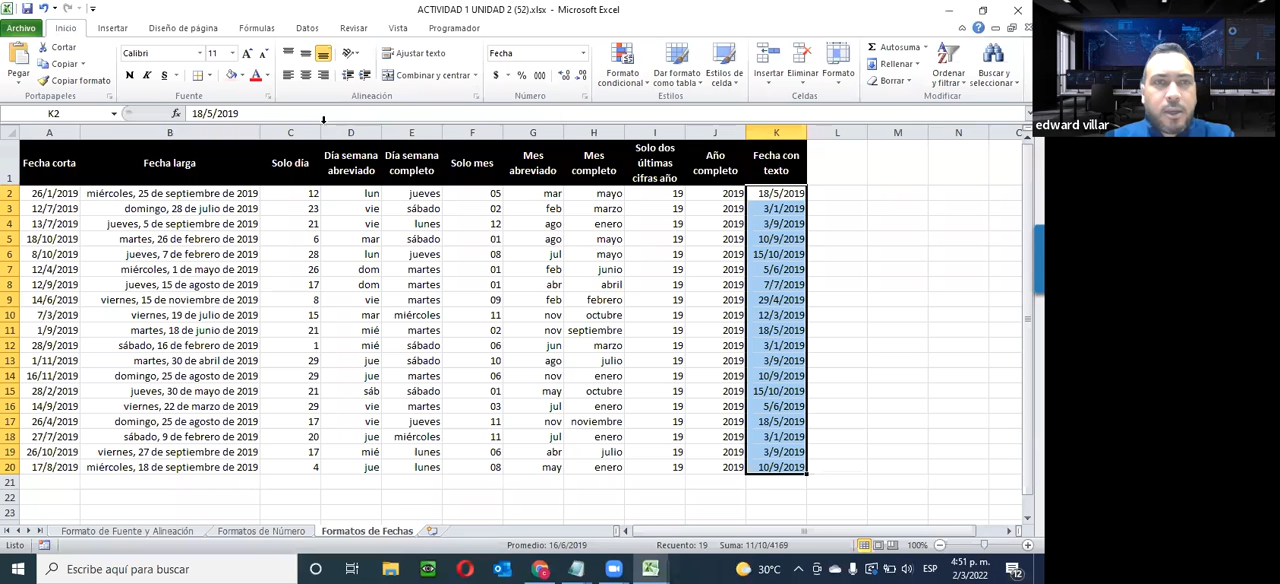 ACTIVIDAD 1 UNIDAD 2 (52).xlsx - Microsoft Excel
Archivo Inicio Insertar Diseño de página Fórmulas Datos Revisar Vista Programador
Pegar Cortar Copiar Copiar formato Portapapeles
Calibri 11 N K S A Fuente
Ajustar texto Combinar y centrar Alineación
Fecha $ % 000 Número
Formato condicional Dar formato como tabla Estilos de celda Estilos
Insertar Eliminar Formato Celdas
Autosuma Rellenar Borrar Ordenar y filtrar Buscar y seleccionar Modificar
edward villar
K2 fx 18/5/2019
A B C D E F G H I J K L M N
1 Fecha corta Fecha larga Solo día Día semana abreviado Día semana completo Solo mes Mes abreviado Mes completo Solo dos últimas cifras año Año completo Fecha con texto
2 26/1/2019 miércoles, 25 de septiembre de 2019 12 lun jueves 05 mar mayo 19 2019 18/5/2019
3 12/7/2019 domingo, 28 de julio de 2019 23 vie sábado 02 feb marzo 19 2019 3/1/2019
4 13/7/2019 jueves, 5 de septiembre de 2019 21 vie lunes 12 ago enero 19 2019 3/9/2019
5 18/10/2019 martes, 26 de febrero de 2019 6 mar sábado 01 ago mayo 19 2019 10/9/2019
6 8/10/2019 jueves, 7 de febrero de 2019 28 lun jueves 08 jul mayo 19 2019 15/10/2019
7 12/4/2019 miércoles, 1 de mayo de 2019 26 dom martes 01 feb junio 19 2019 5/6/2019
8 12/9/2019 jueves, 15 de agosto de 2019 17 dom martes 01 abr abril 19 2019 7/7/2019
9 14/6/2019 viernes, 15 de noviembre de 2019 8 vie martes 09 feb febrero 19 2019 29/4/2019
10 7/3/2019 viernes, 19 de julio de 2019 15 mar miércoles 11 nov octubre 19 2019 12/3/2019
11 1/9/2019 martes, 18 de junio de 2019 21 mié sábado 02 nov septiembre 19 2019 18/5/2019
12 28/9/2019 sábado, 16 de febrero de 2019 1 mié sábado 06 jun marzo 19 2019 3/1/2019
13 1/11/2019 martes, 30 de abril de 2019 29 jue sábado 10 ago julio 19 2019 3/9/2019
14 16/11/2019 domingo, 25 de agosto de 2019 29 jue martes 06 nov enero 19 2019 10/9/2019
15 28/2/2019 jueves, 30 de mayo de 2019 21 sáb sábado 01 may octubre 19 2019 15/10/2019
16 14/9/2019 viernes, 22 de marzo de 2019 29 vie martes 03 jul enero 19 2019 5/6/2019
17 26/4/2019 domingo, 25 de agosto de 2019 17 vie jueves 11 nov noviembre 19 2019 18/5/2019
18 27/7/2019 sábado, 9 de febrero de 2019 20 jue miércoles 11 jul enero 19 2019 3/1/2019
19 26/10/2019 viernes, 27 de septiembre de 2019 17 mié lunes 06 abr julio 19 2019 3/9/2019
20 17/8/2019 miércoles, 18 de septiembre de 2019 4 jue lunes 08 may enero 19 2019 10/9/2019
21
22
23
Formato de Fuente y Alineación Formatos de Número Formatos de Fechas
Listo Promedio: 16/6/2019 Recuento: 19 Suma: 11/10/4169 100%
Escribe aquí para buscar 30°C ESP 4:51 p. m.
2/3/2022 12